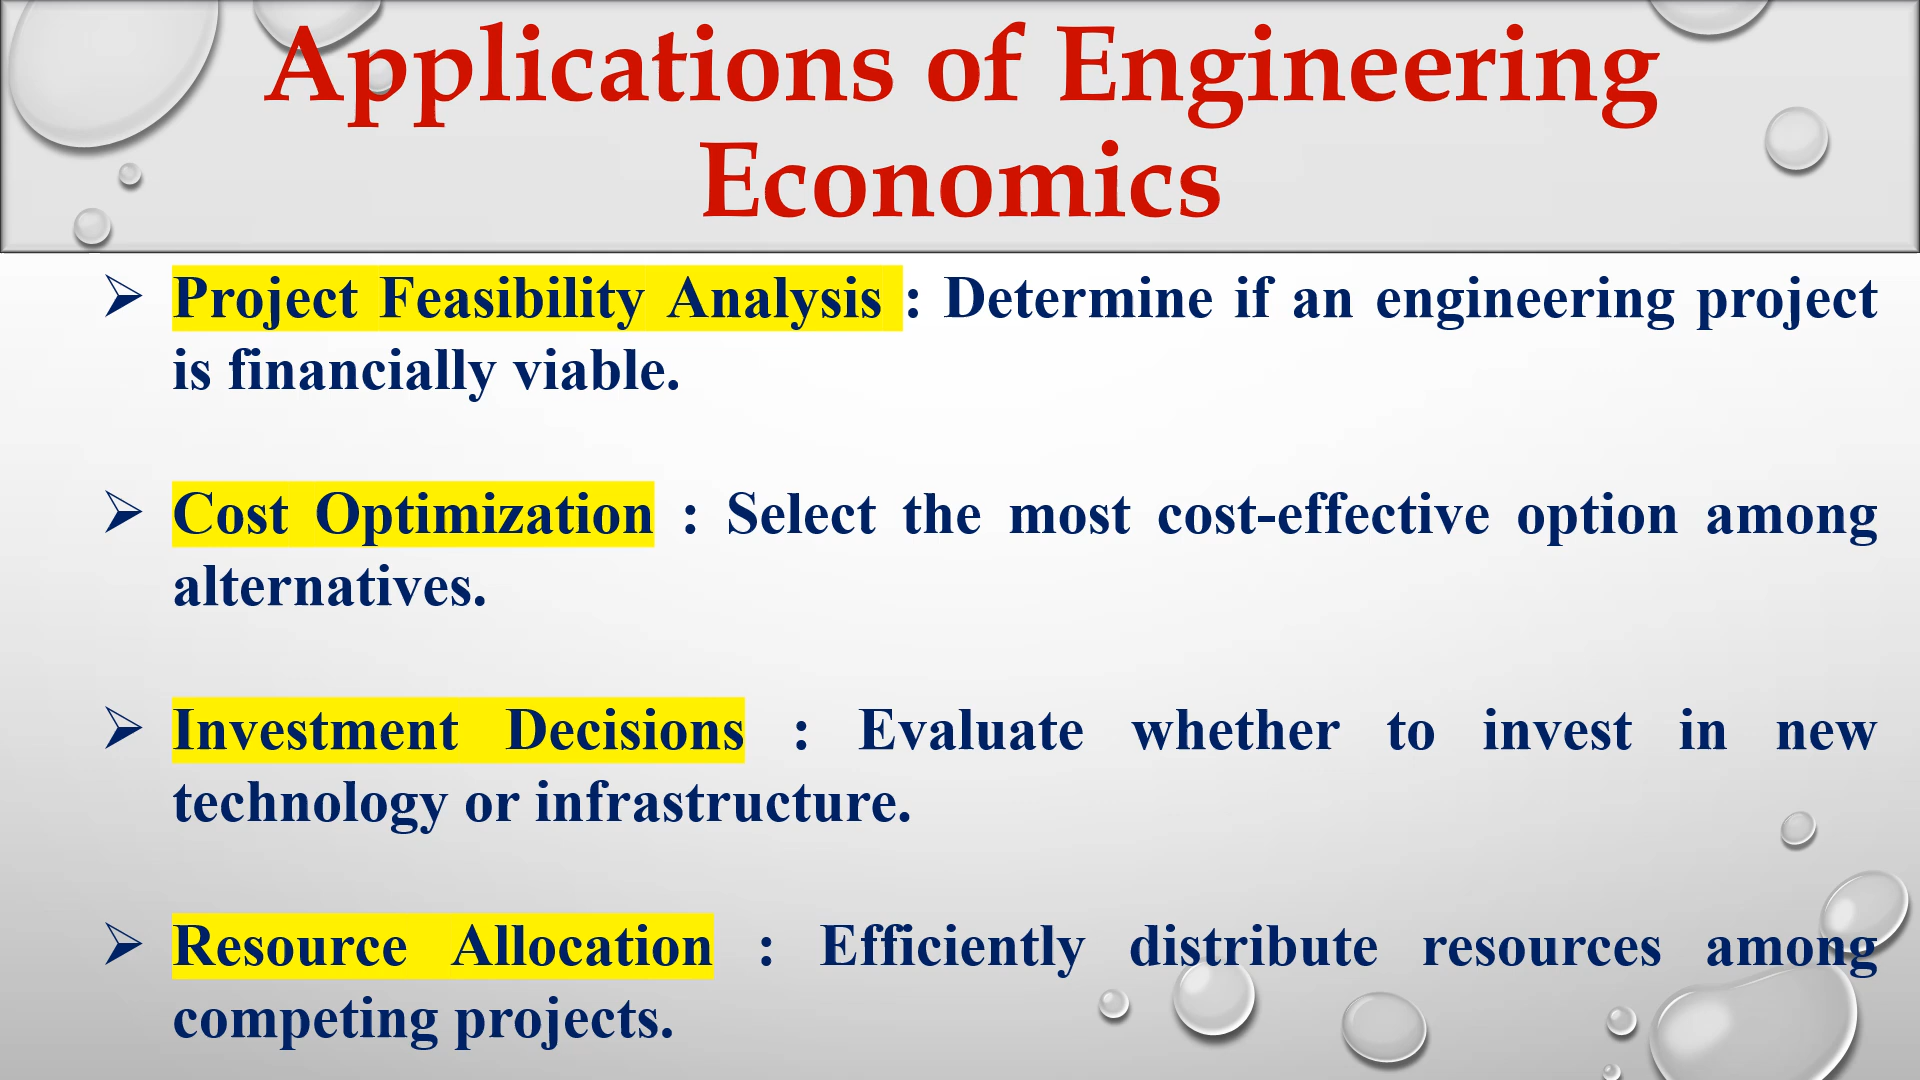 Applications of Engineering
Economics
➢ Project Feasibility Analysis : Determine if an engineering project
is financially viable.
➢ Cost Optimization : Select the most cost-effective option among
alternatives.
➢ Investment Decisions : Evaluate whether to invest in new
technology or infrastructure.
➢ Resource Allocation : Efficiently distribute resources among
competing projects.